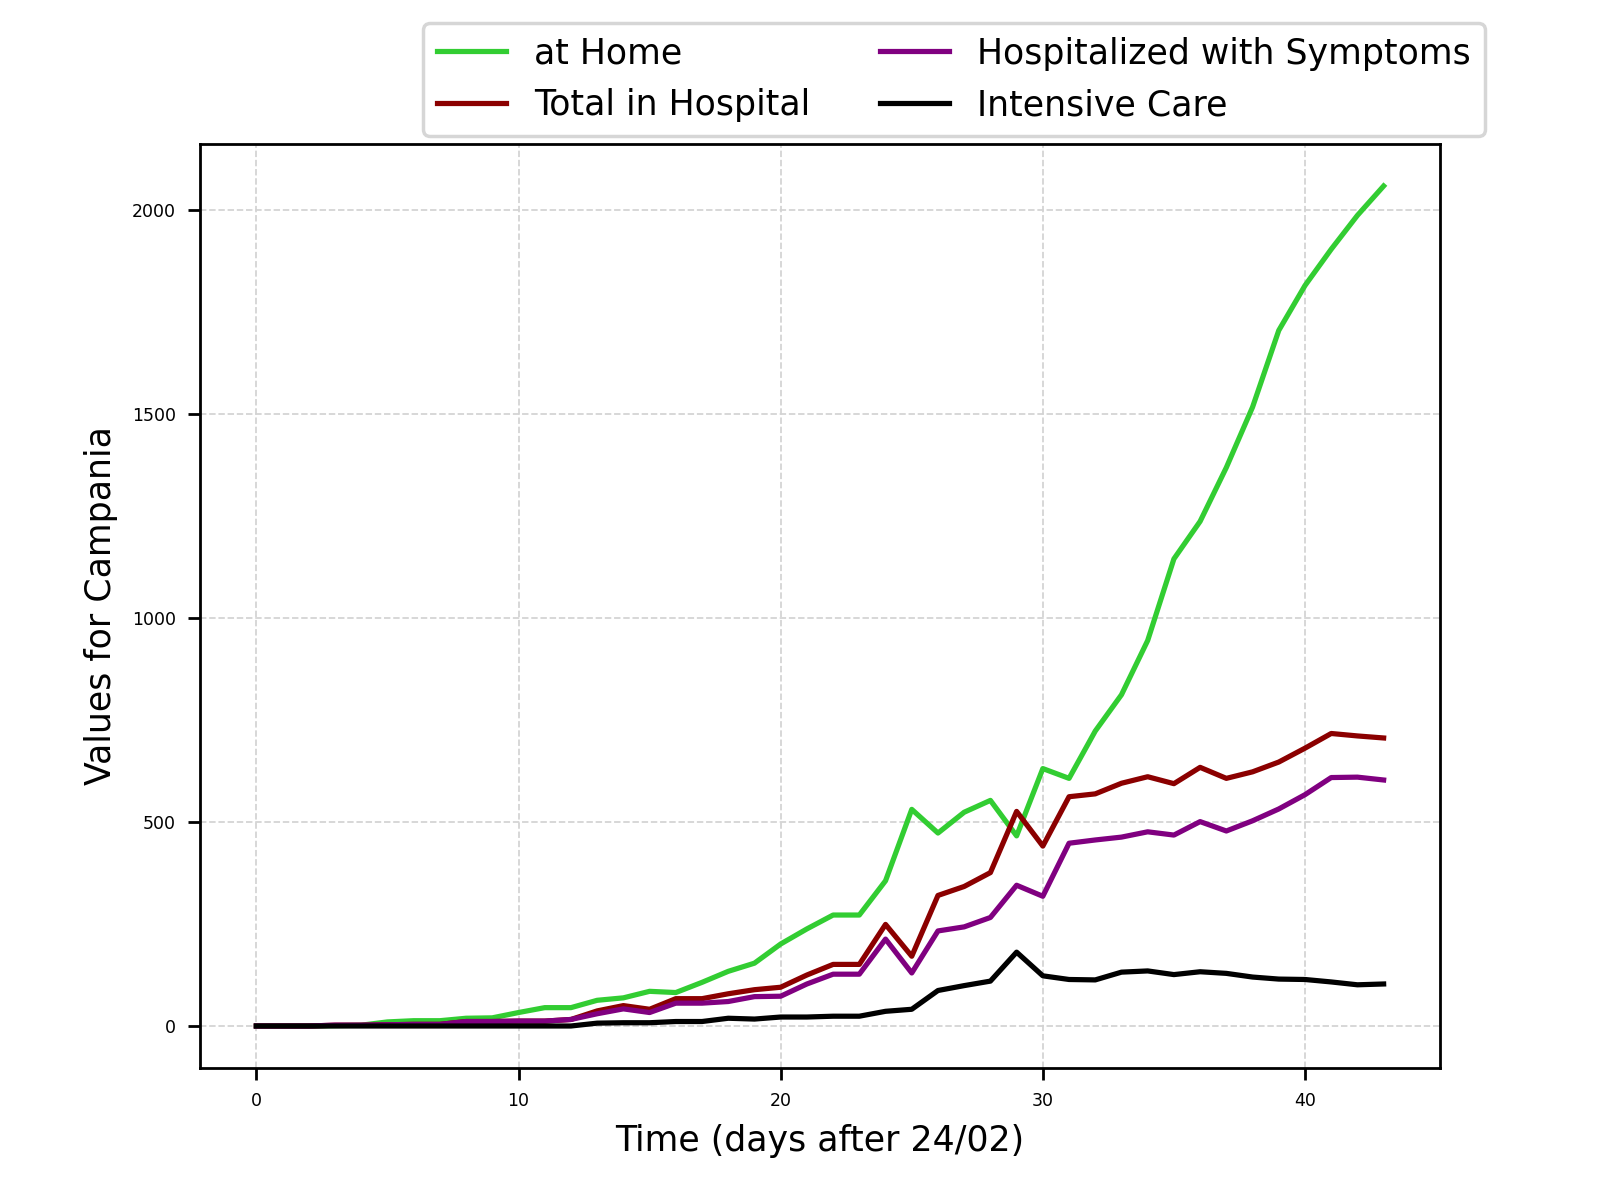 at Home
Total in Hospital
Hospitalized with Symptoms
Intensive Care
Values for Campania
2000
1500
1000
500
0
0 10 20 30 40
Time (days after 24/02)